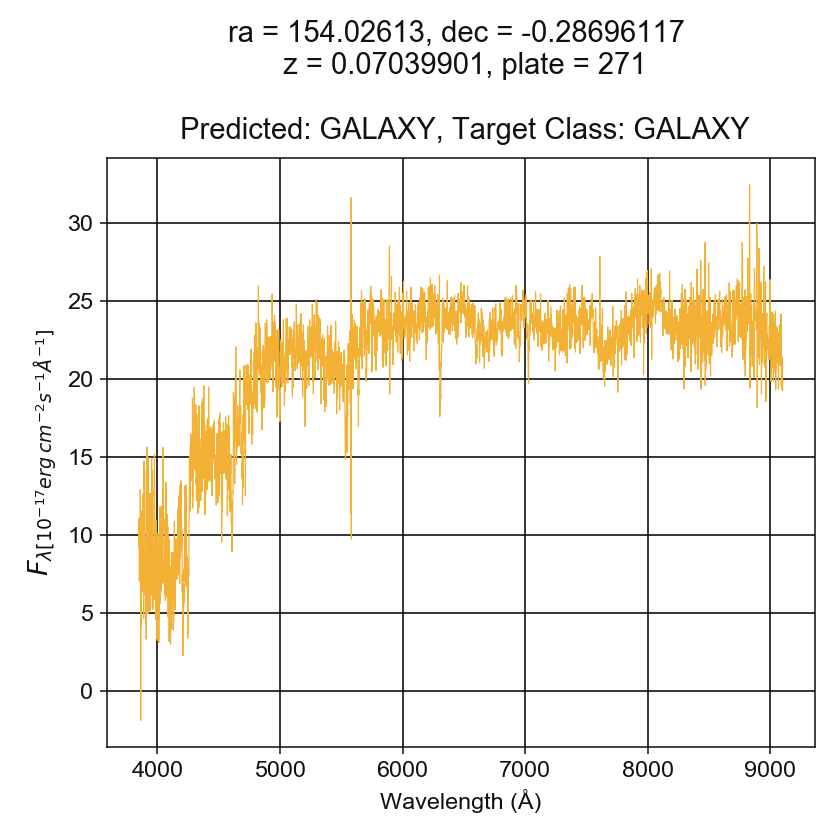 ra = 154.02613, dec = -0.28696117
z = 0.07039901, plate = 271
Predicted: GALAXY, Target Class: GALAXY
30
25
20
15
10
5
0
F_{λ[10^{−17} erg cm^{−2} s^{−1} Å^{−1}]}
4000 5000 6000 7000 8000 9000
Wavelength (Å)